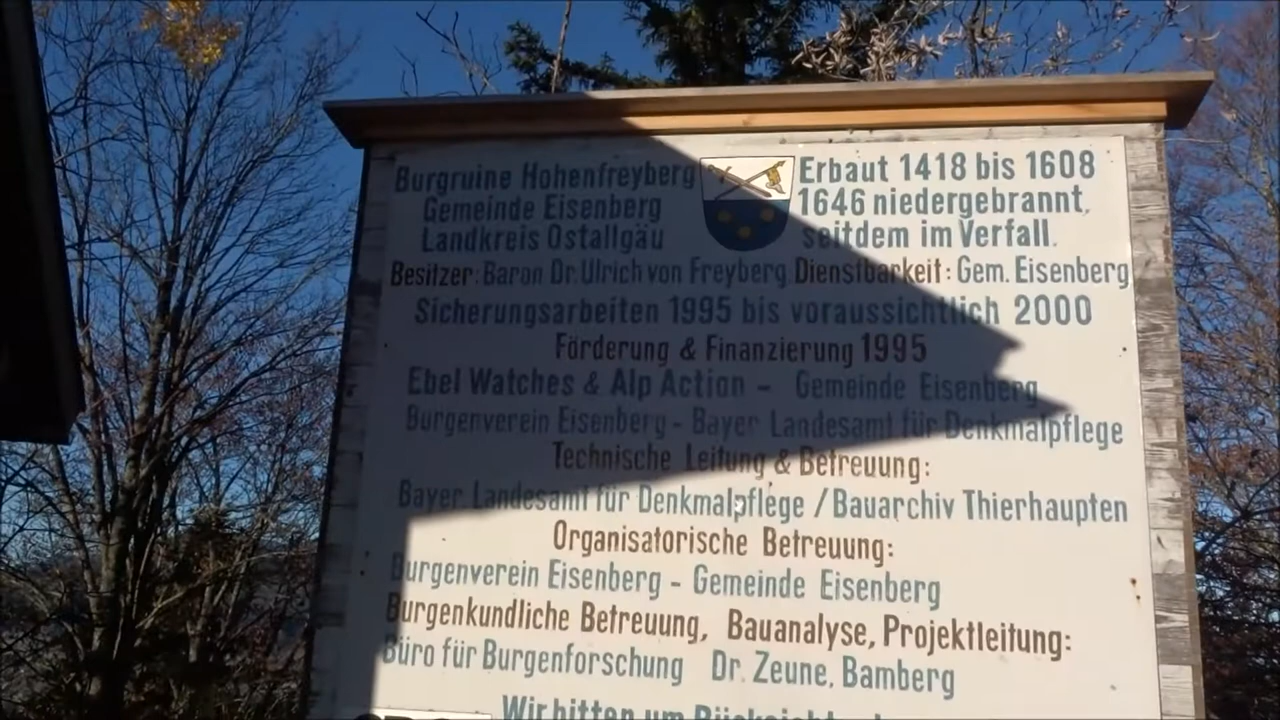 Burgruine Hohenfreyberg
Gemeinde Eisenberg
Landkreis Ostallgäu
Erbaut 1418 bis 1608
1646 niedergebrannt,
seitdem im Verfall.
Besitzer: Baron Dr. Ulrich von Freyberg Dienstbarkeit: Gem. Eisenberg
Sicherungsarbeiten 1995 bis voraussichtlich 2000
Förderung & Finanzierung 1995
Ebel Watches & Alp Action - Gemeinde Eisenberg
Burgenverein Eisenberg - Bayer. Landesamt für Denkmalpflege
Technische Leitung & Betreuung:
Bayer. Landesamt für Denkmalpflege / Bauarchiv Thierhaupten
Organisatorische Betreuung:
Burgenverein Eisenberg - Gemeinde Eisenberg
Burgenkundliche Betreuung, Bauanalyse, Projektleitung:
Büro für Burgenforschung Dr. Zeune, Bamberg
Wir bitten um